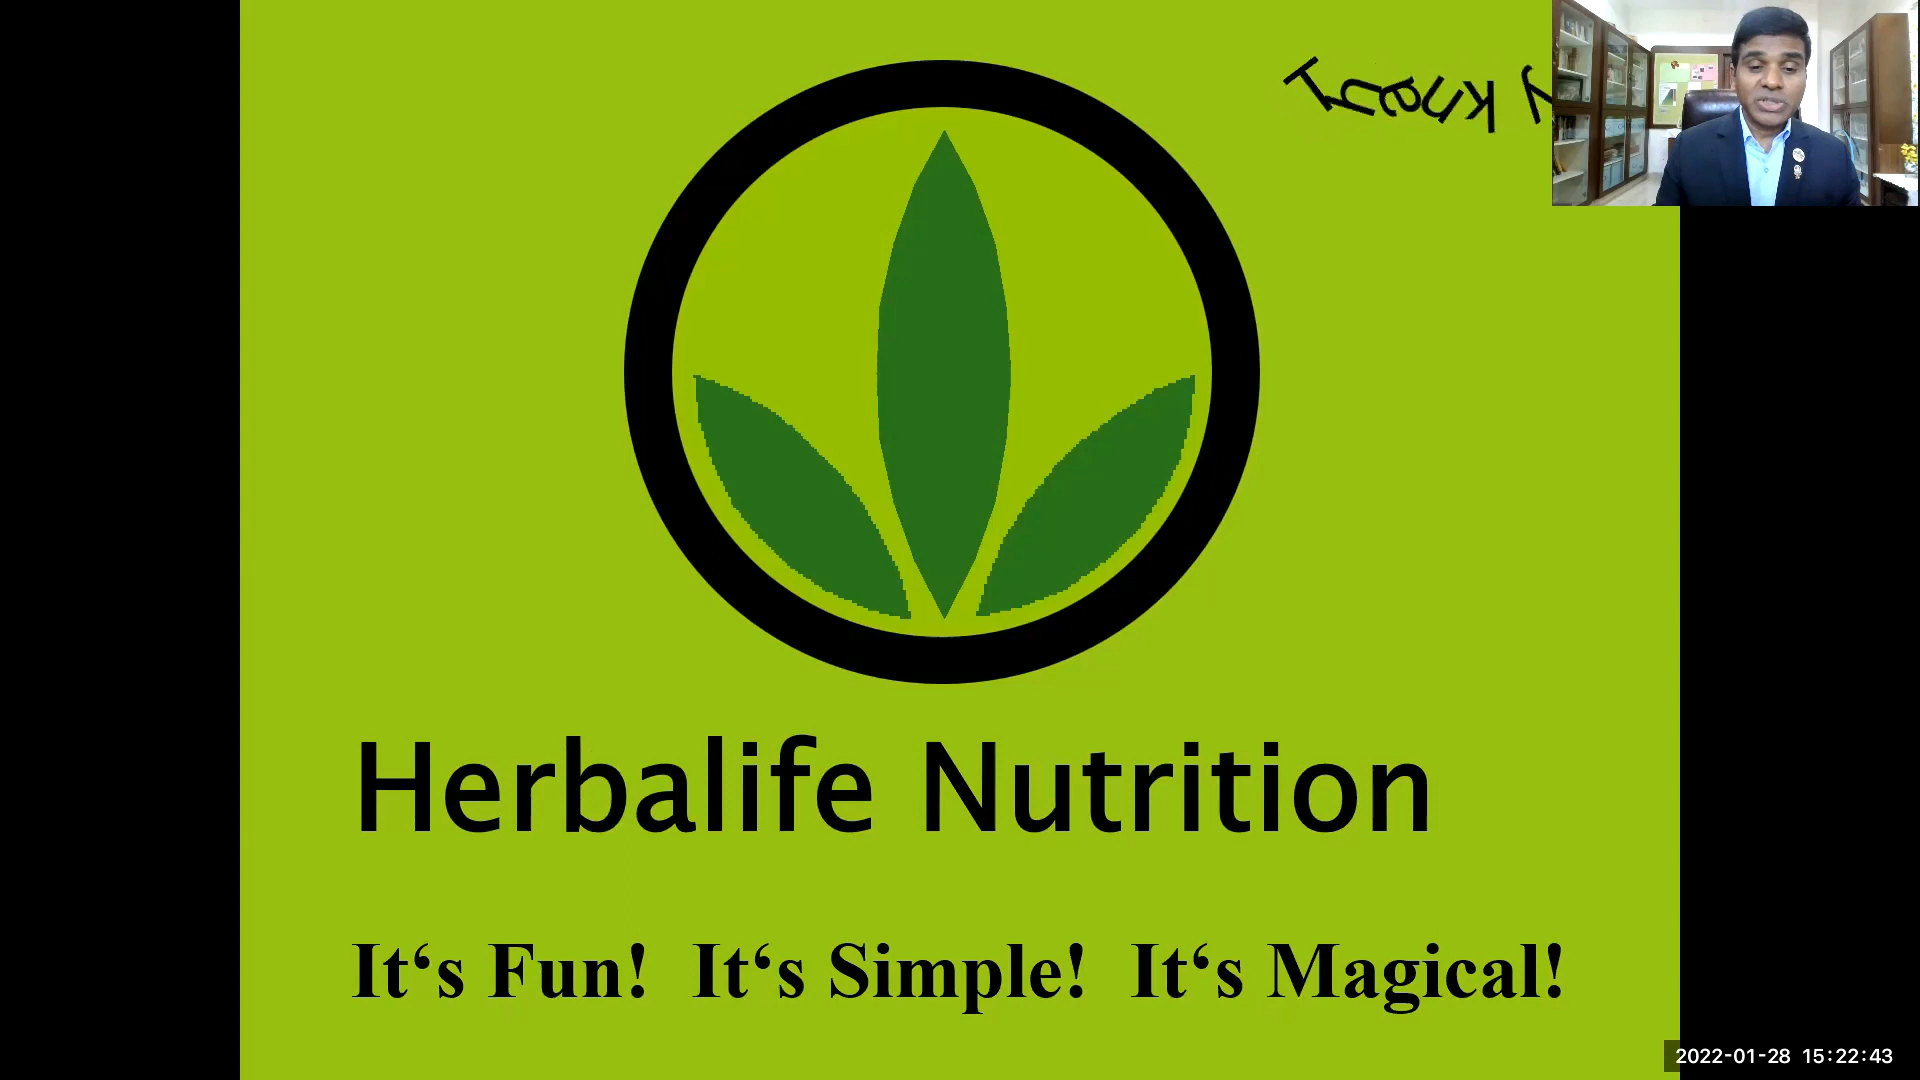 Herbalife Nutrition
It‘s Fun! It‘s Simple! It‘s Magical!
2022-01-28 15:22:43